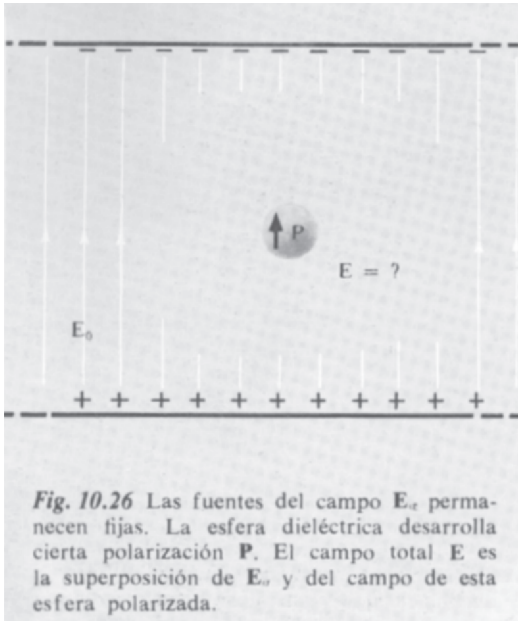 − − − − − − − − − − −
P
E = ?
E₀
+ + + + + + + + + + +
Fig. 10.26 Las fuentes del campo E₀ perma-
necen fijas. La esfera dieléctrica desarrolla
cierta polarización P. El campo total E es
la superposición de E₀ y del campo de esta
esfera polarizada.